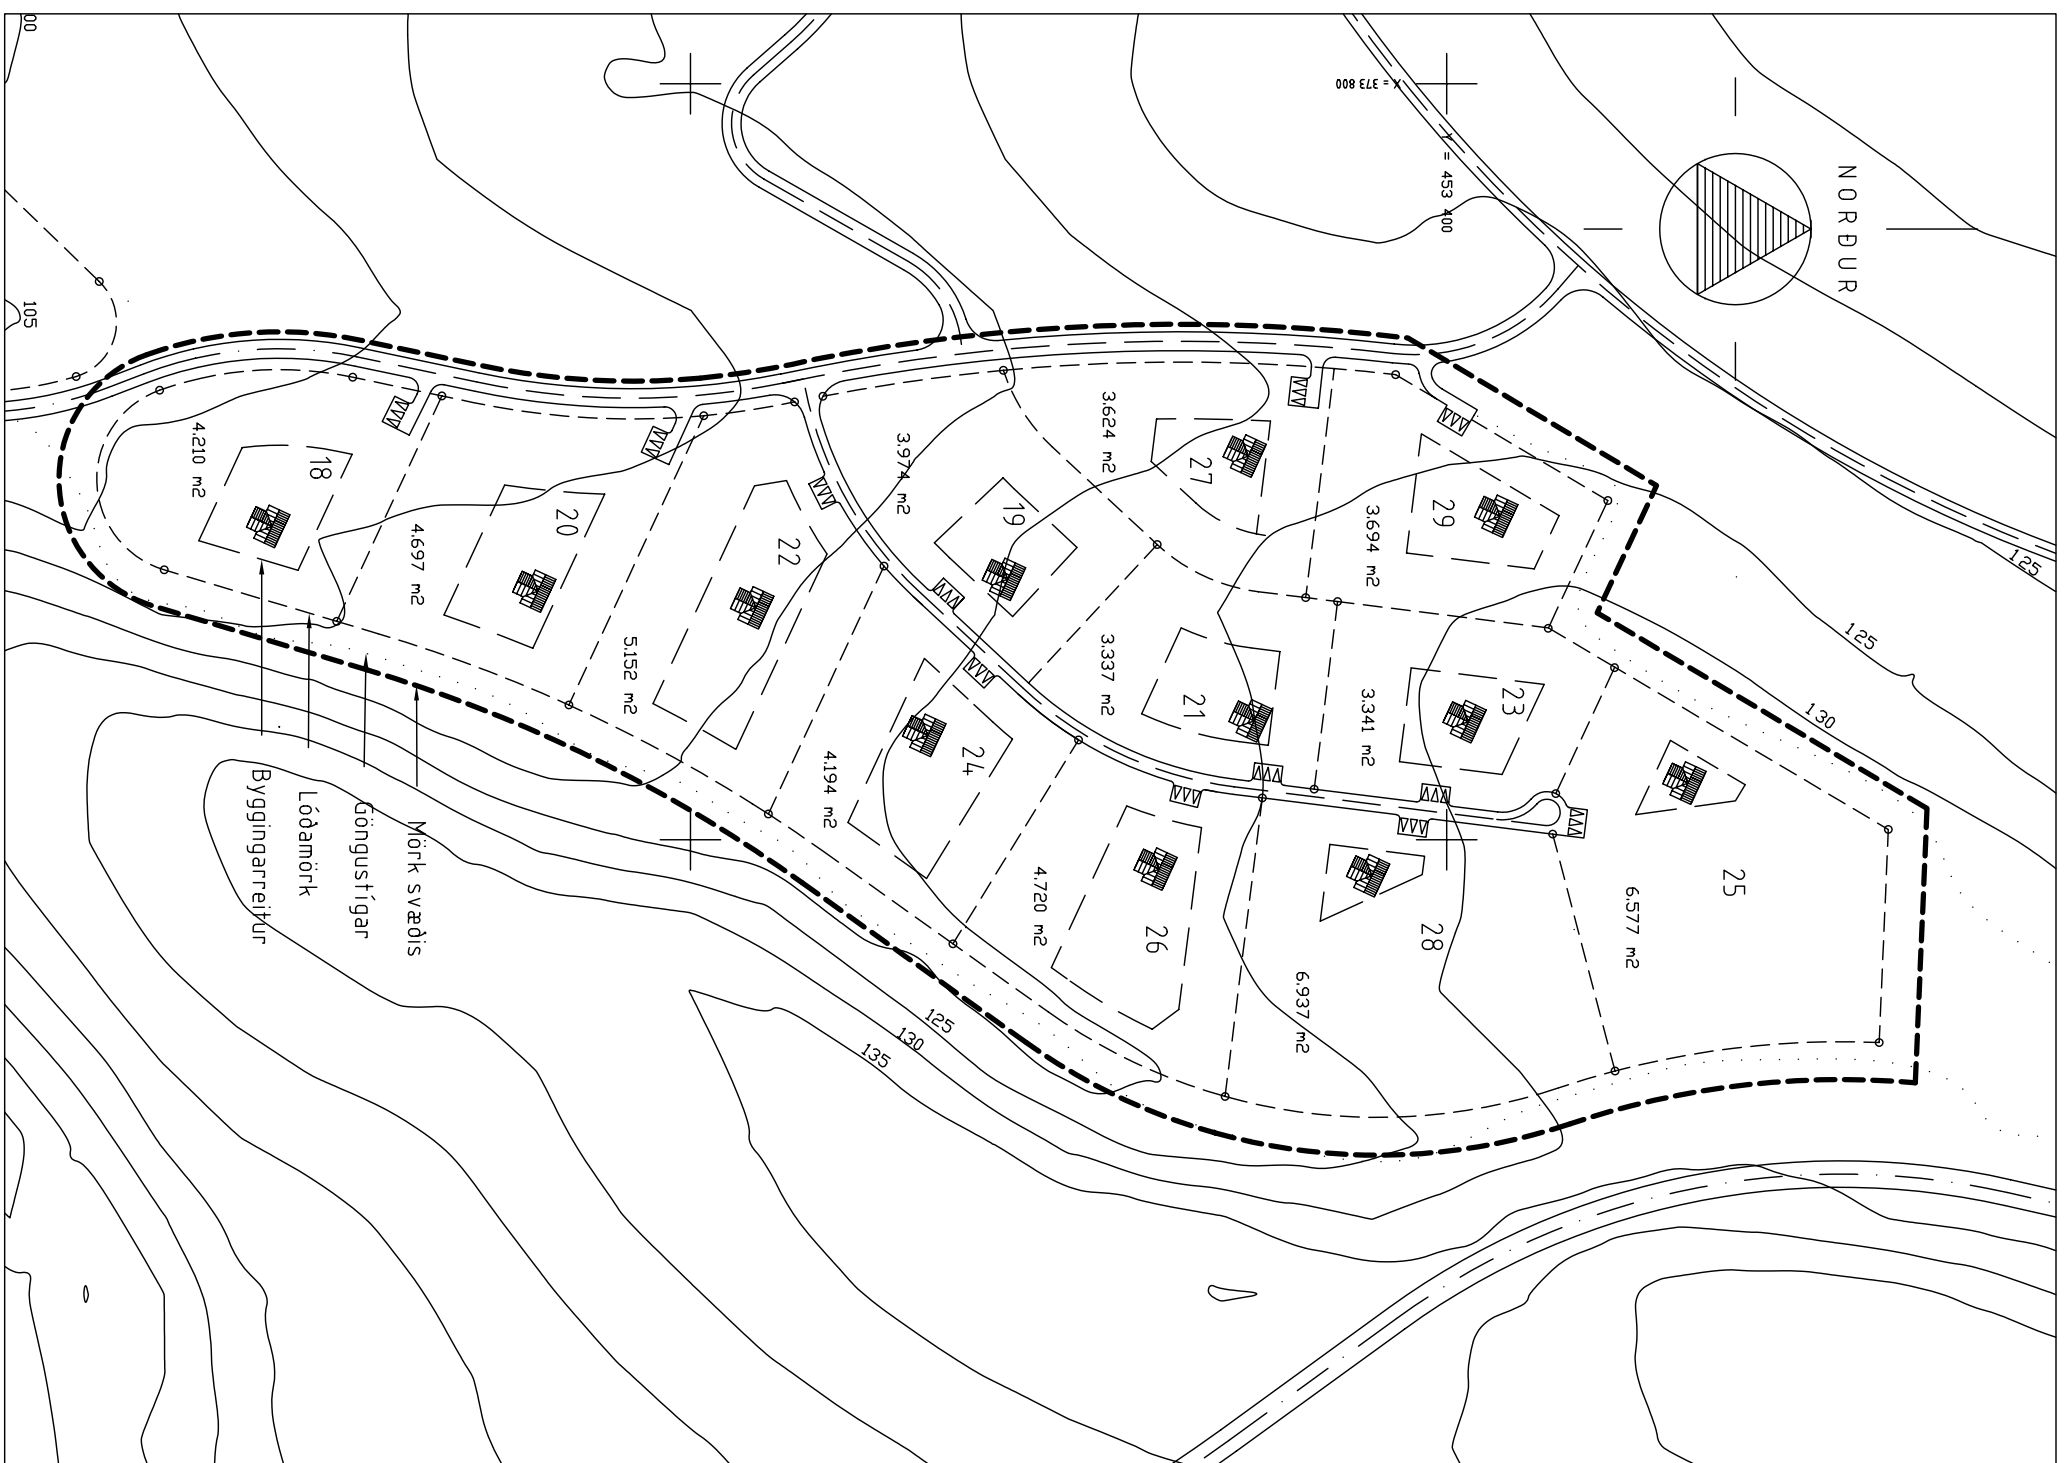 NORÐUR
X = 373 800
Y = 453 400
00
105
125
125
130
18
4.210 m2
20
4.697 m2
22
5.152 m2
19
3.974 m2
27
3.624 m2
29
3.694 m2
21
3.337 m2
23
3.341 m2
24
4.194 m2
26
4.720 m2
28
6.937 m2
25
6.577 m2
125
130
135
Mörk svæðis
Göngustígar
Lóðamörk
Byggingarreitur